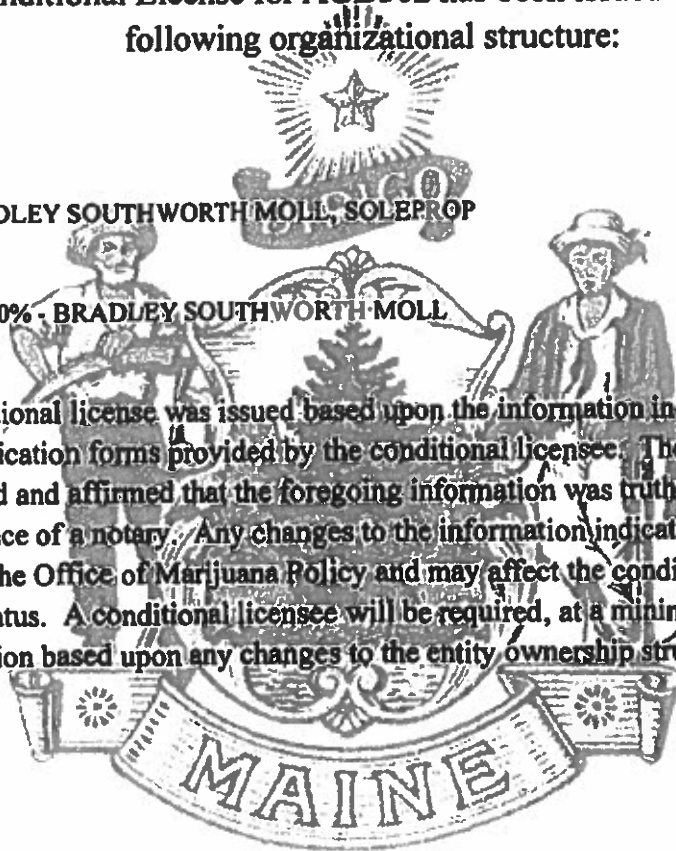 following organizational structure:
DIRIGO
DLEY SOUTHWORTH MOLL, SOLEPROP
0% - BRADLEY SOUTHWORTH MOLL
ional license was issued based upon the information in
ication forms provided by the conditional licensee. The
d and affirmed that the foregoing information was truth
ce of a notary. Any changes to the information indicat
he Office of Marijuana Policy and may affect the condi
atus. A conditional licensee will be required, at a minin
ion based upon any changes to the entity ownership stru
MAINE